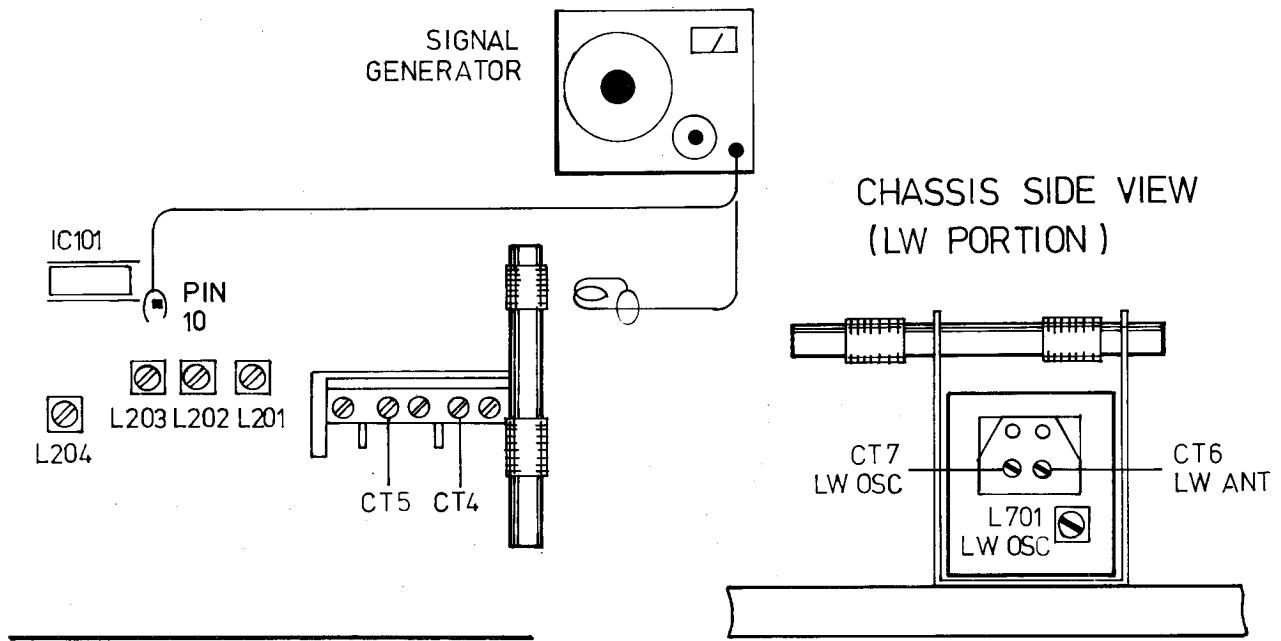 SIGNAL
GENERATOR
CHASSIS SIDE VIEW
(LW PORTION)
IC101
PIN
10
L203 L202 L201
L204
CT5 CT4
CT7
LW OSC
CT6
LW ANT
L701
LW OSC